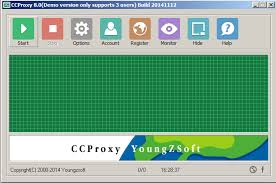 CCProxy 8.0(Demo version only supports 3 users) Build 20141112
Start Stop Options Account Register Monitor Hide Help
CCProxy YoungZSoft
Copyright(C) 2000-2014 Youngzsoft 0/0 16:28:37